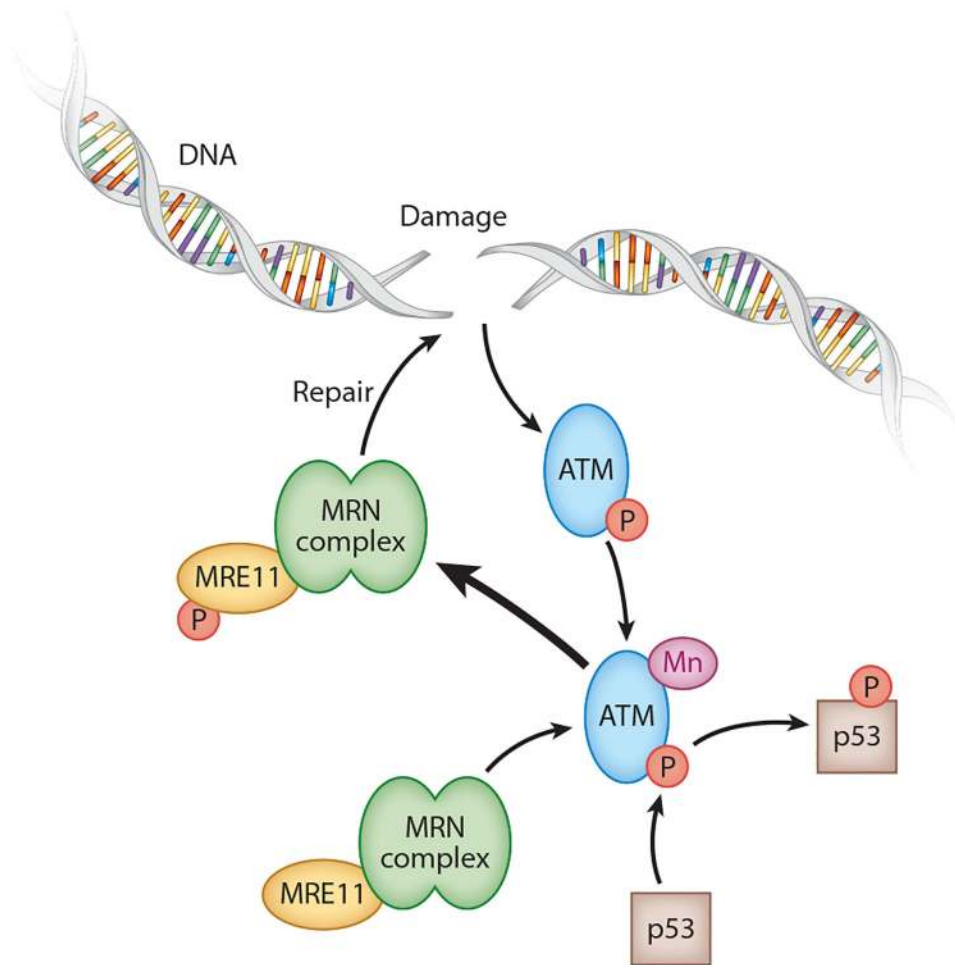 DNA
Damage
Repair
ATM
P
MRN
complex
MRE11
P
Mn
ATM
P
P
p53
MRN
complex
MRE11
p53